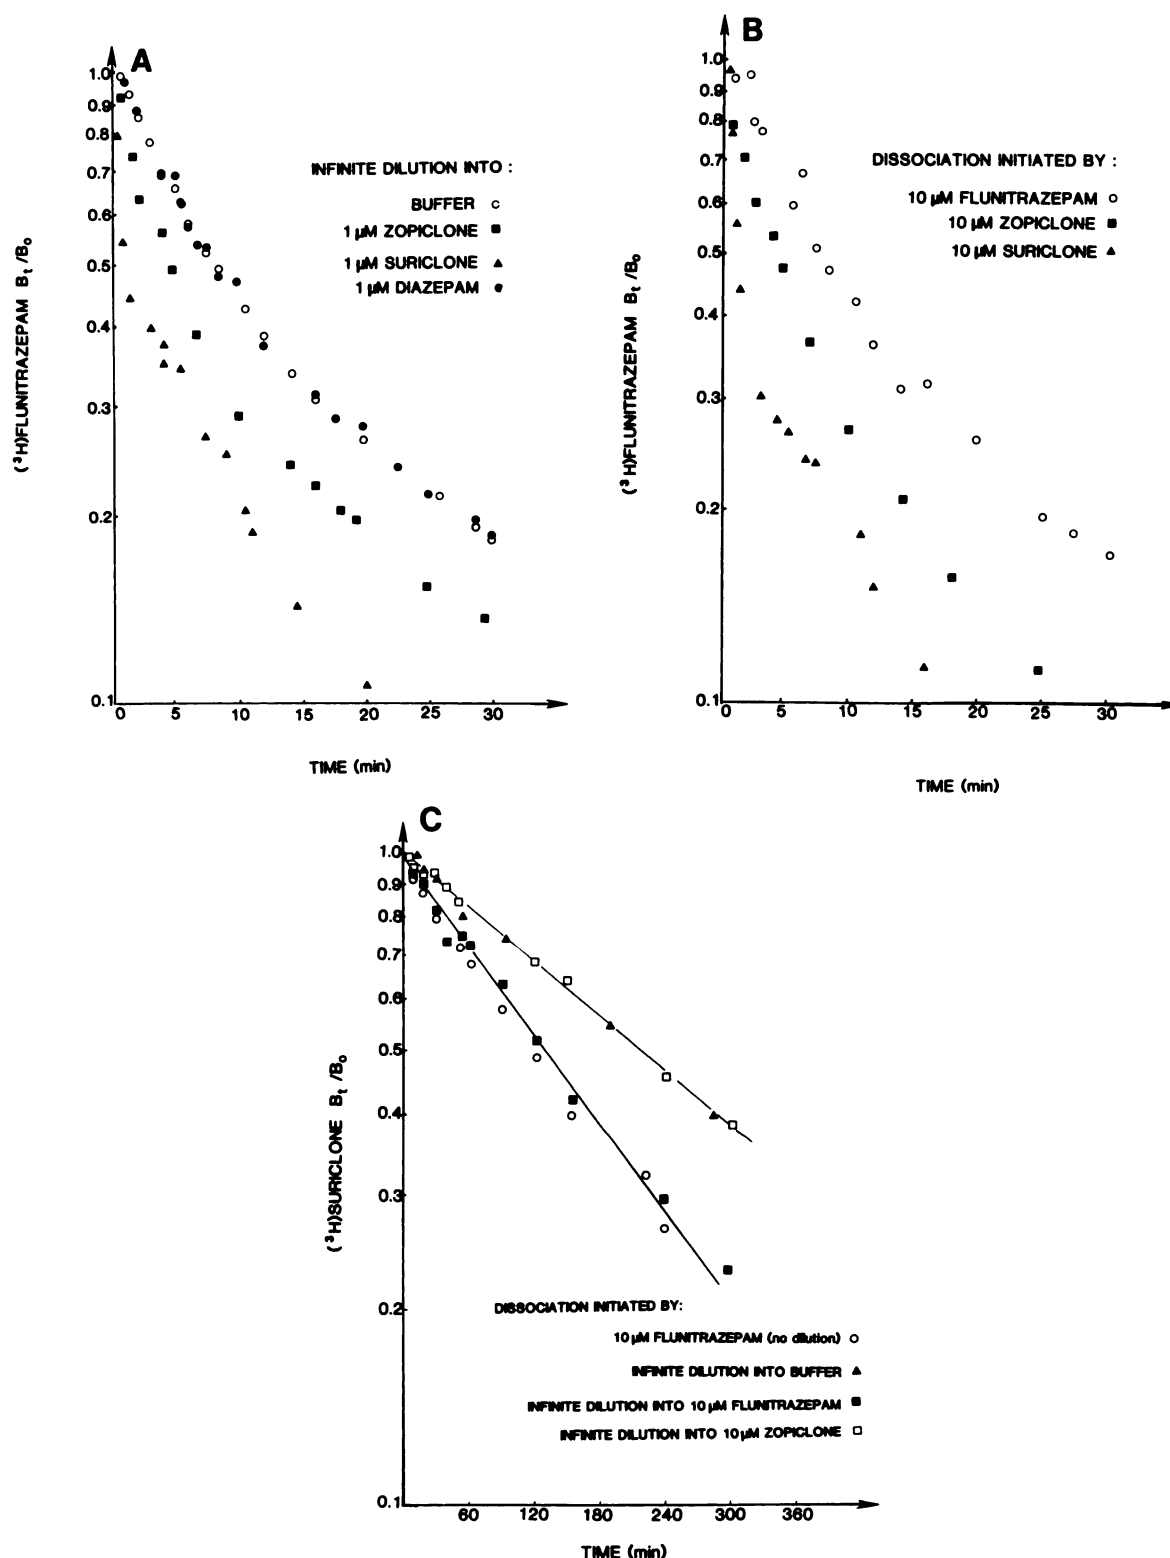 A
1.0
0.9
0.8
0.7
0.6
0.5
0.4
0.3
0.2
0.1
(³H)FLUNITRAZEPAM Bt/Bo
INFINITE DILUTION INTO :
BUFFER ○
1 µM ZOPICLONE ■
1 µM SURICLONE ▲
1 µM DIAZEPAM ●
0 5 10 15 20 25 30
TIME (min)
B
1.0
0.9
0.8
0.7
0.6
0.5
0.4
0.3
0.2
0.1
(³H)FLUNITRAZEPAM Bt/Bo
DISSOCIATION INITIATED BY :
10 µM FLUNITRAZEPAM ○
10 µM ZOPICLONE ■
10 µM SURICLONE ▲
0 5 10 15 20 25 30
TIME (min)
C
1.0
0.9
0.8
0.7
0.6
0.5
0.4
0.3
0.2
0.1
(³H)SURICLONE Bt/Bo
DISSOCIATION INITIATED BY:
10 µM FLUNITRAZEPAM (no dilution) ○
INFINITE DILUTION INTO BUFFER ▲
INFINITE DILUTION INTO 10 µM FLUNITRAZEPAM ■
INFINITE DILUTION INTO 10 µM ZOPICLONE □
60 120 180 240 300 360
TIME (min)